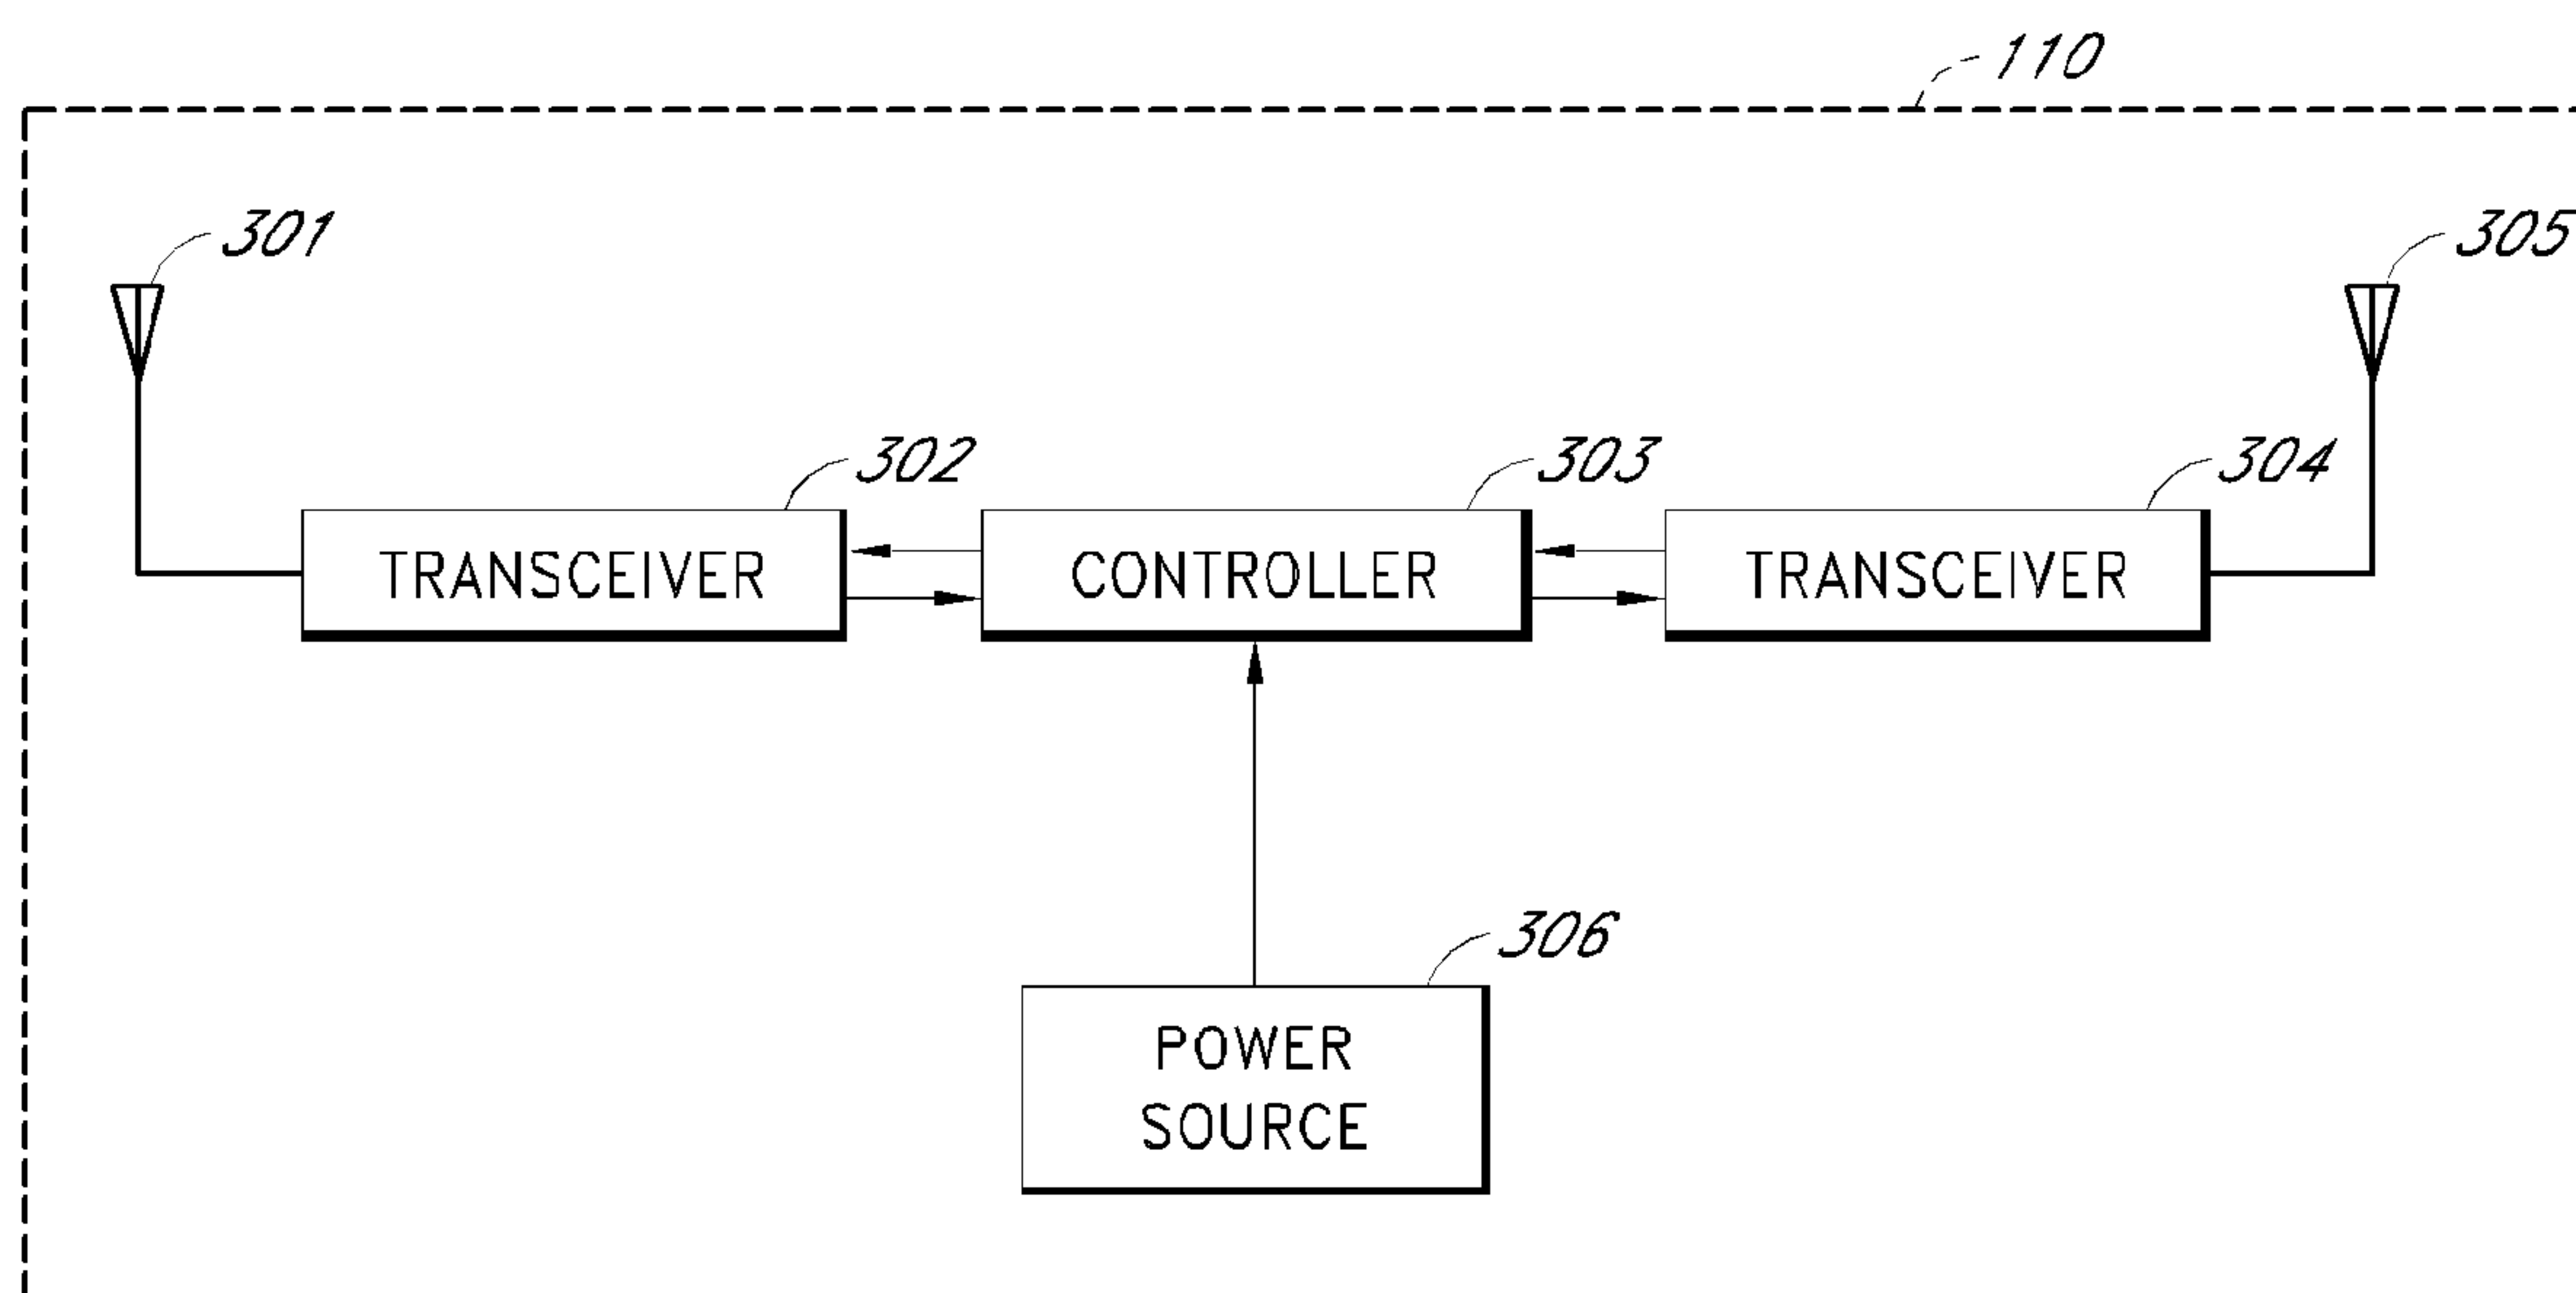 110
301
305
302
303
304
TRANSCEIVER
CONTROLLER
TRANSCEIVER
306
POWER
SOURCE